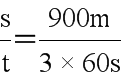 s/t = 900m / 3 × 60s